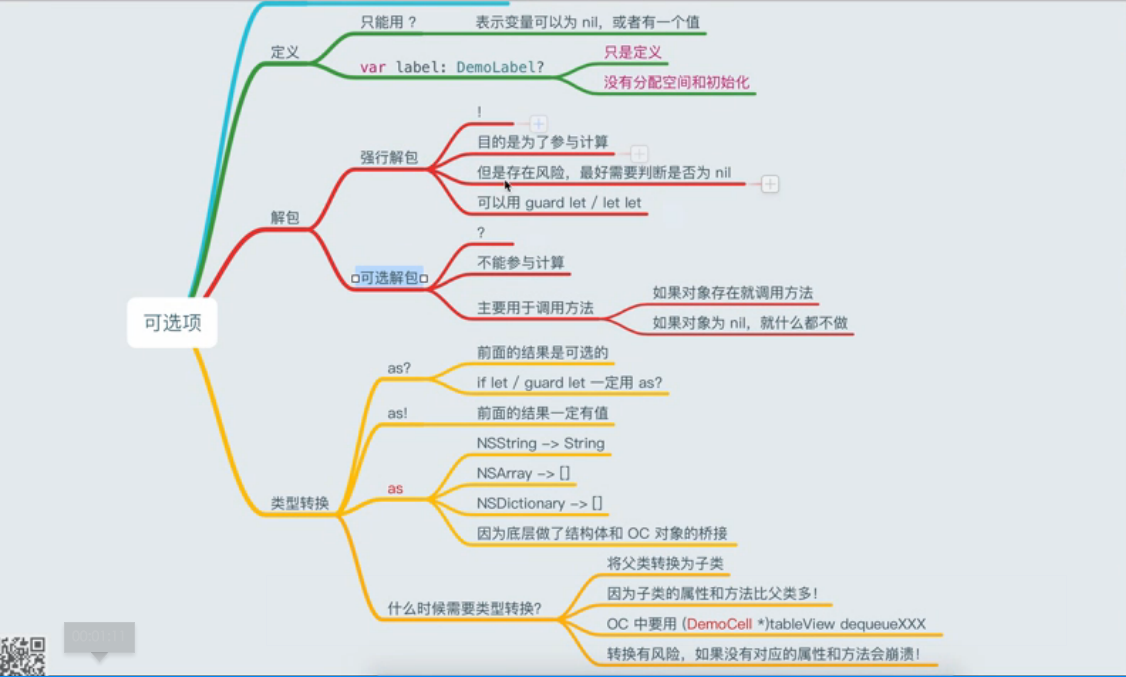 只能用 ?
表示变量可以为 nil，或者有一个值
定义
var label: DemoLabel?
只是定义
没有分配空间和初始化
!
目的是为了参与计算
强行解包
但是存在风险，最好需要判断是否为 nil
可以用 guard let / let let
解包
?
可选解包
不能参与计算
主要用于调用方法
如果对象存在就调用方法
如果对象为 nil，就什么都不做
可选项
as?
前面的结果是可选的
if let / guard let 一定用 as?
as!
前面的结果一定有值
类型转换
as
NSString -> String
NSArray -> []
NSDictionary -> []
因为底层做了结构体和 OC 对象的桥接
什么时候需要类型转换?
将父类转换为子类
因为子类的属性和方法比父类多!
OC 中要用 (DemoCell *)tableView dequeueXXX
转换有风险，如果没有对应的属性和方法会崩溃!